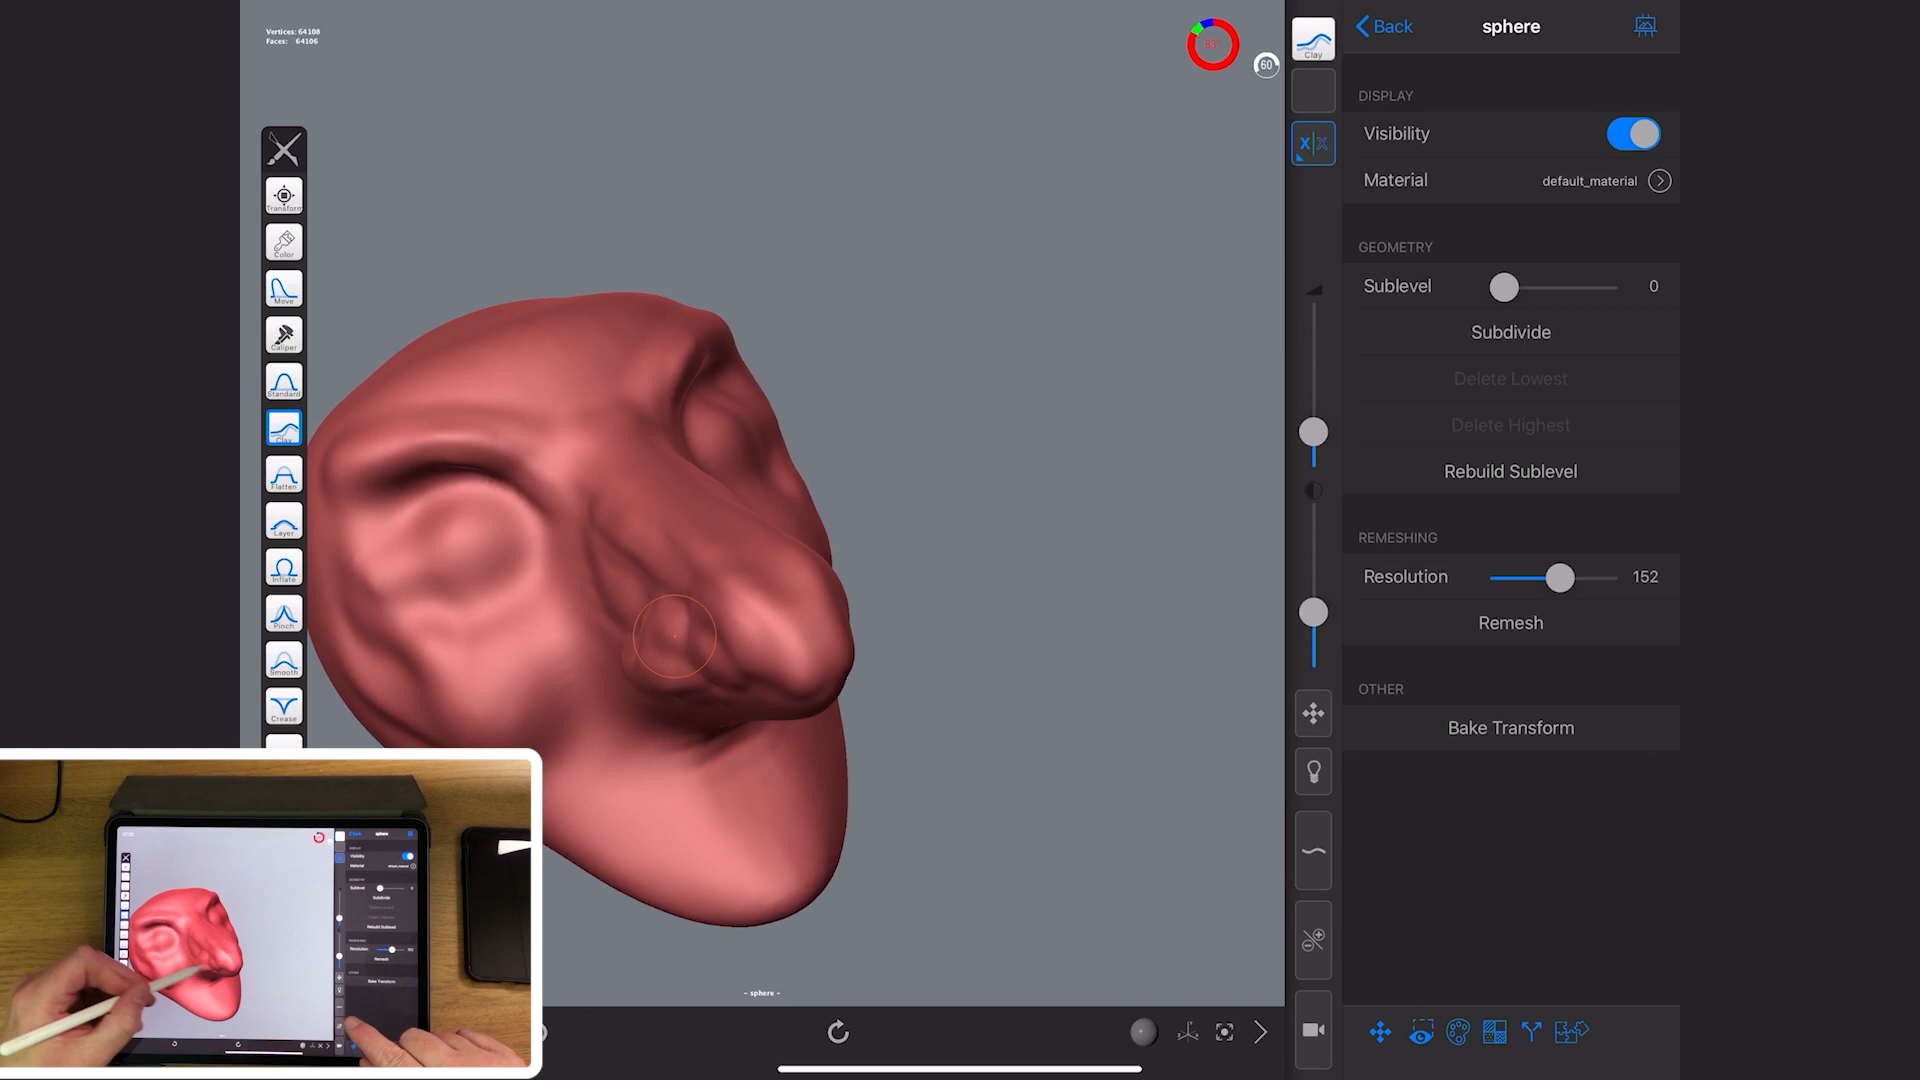 Vertices: 64108
Faces: 64106
60
Clay
X|X
Transform
Color
Move
Caliper
Standard
Clay
Flatten
Layer
Inflate
Pinch
Smooth
Crease
- sphere -
Back
sphere
DISPLAY
Visibility
Material default_material
GEOMETRY
Sublevel 0
Subdivide
Delete Lowest
Delete Highest
Rebuild Sublevel
REMESHING
Resolution 152
Remesh
OTHER
Bake Transform